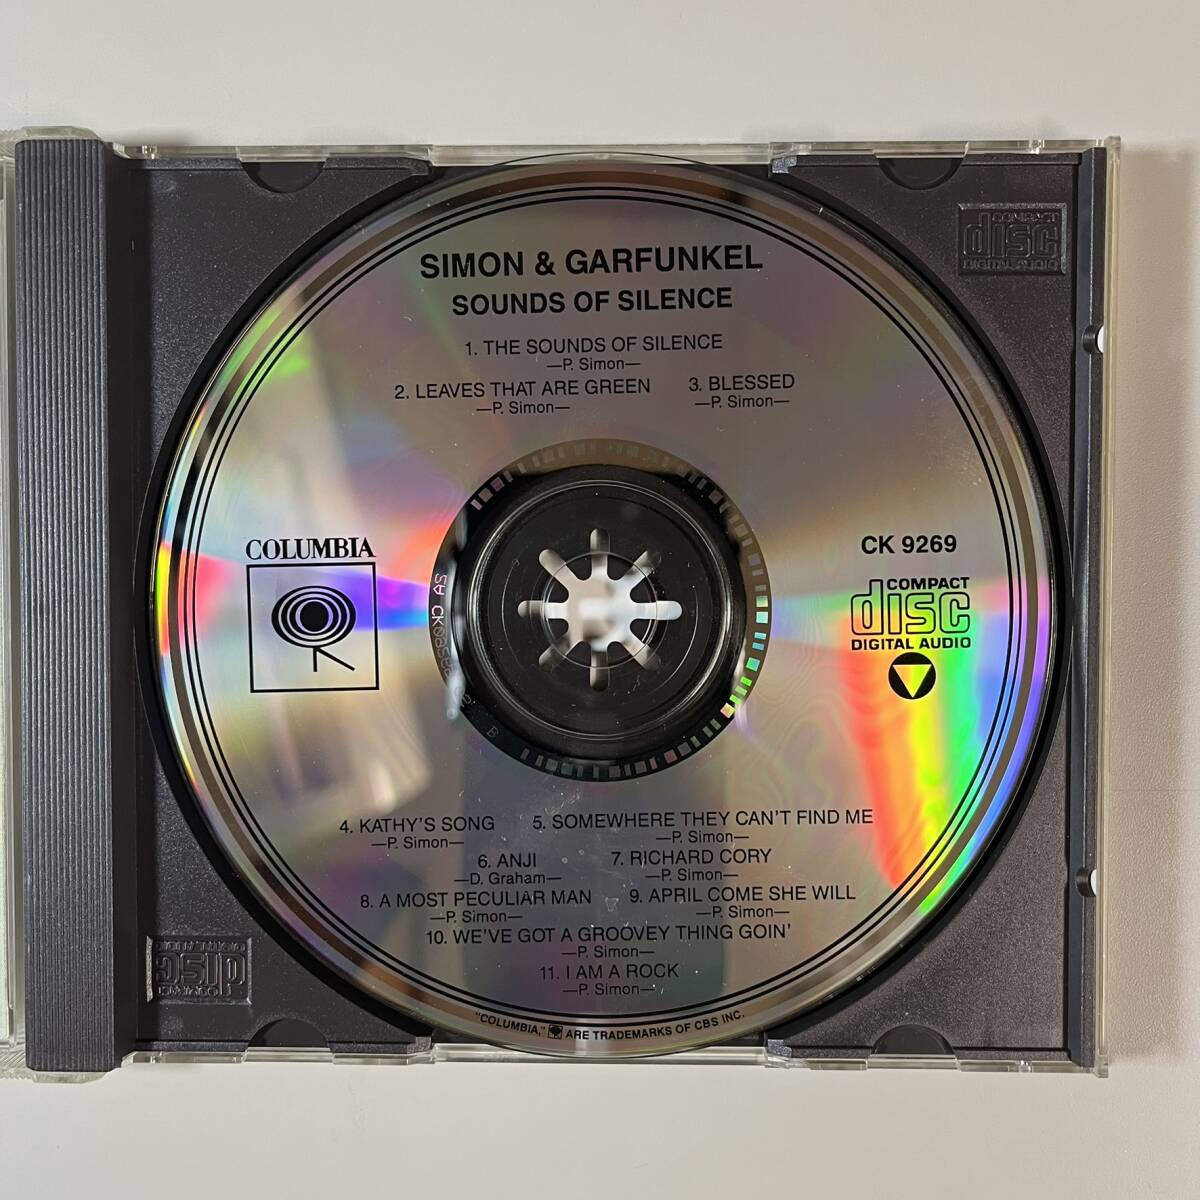 SIMON & GARFUNKEL
SOUNDS OF SILENCE
1. THE SOUNDS OF SILENCE
—P. Simon—
2. LEAVES THAT ARE GREEN 3. BLESSED
—P. Simon— —P. Simon—
COLUMBIA
CK 9269
COMPACT
disc
DIGITAL AUDIO
4. KATHY'S SONG 5. SOMEWHERE THEY CAN'T FIND ME
—P. Simon— —P. Simon—
6. ANJI 7. RICHARD CORY
—D. Graham— —P. Simon—
8. A MOST PECULIAR MAN 9. APRIL COME SHE WILL
—P. Simon— —P. Simon—
10. WE'VE GOT A GROOVEY THING GOIN'
—P. Simon—
11. I AM A ROCK
—P. Simon—
"COLUMBIA," ARE TRADEMARKS OF CBS INC.
COMPACT
disc
DIGITAL AUDIO
COMPACT
disc
DIGITAL AUDIO